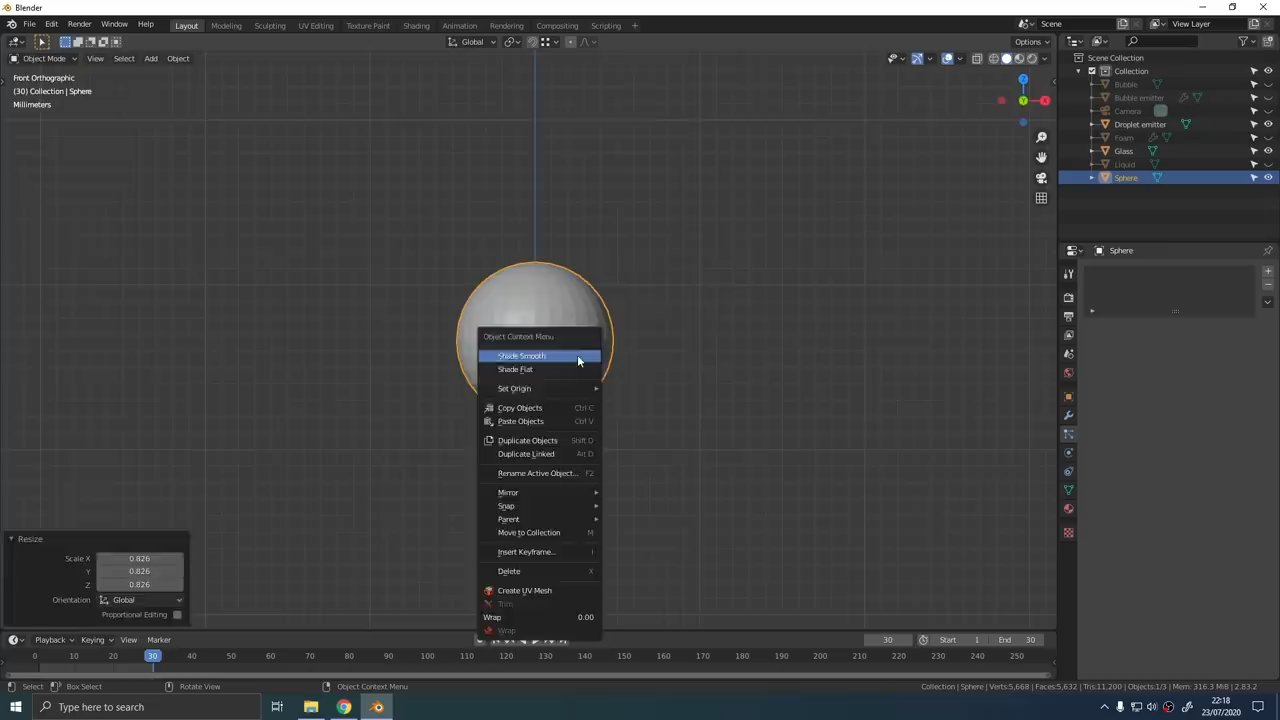 Blender
File Edit Render Window Help
Layout Modeling Sculpting UV Editing Texture Paint Shading Animation Rendering Compositing Scripting +
Scene
View Layer
Global
Options
Object Mode View Select Add Object
Front Orthographic
(30) Collection | Sphere
Millimeters
Z
Y
X
Scene Collection
Collection
Bubble
Bubble emitter
Camera
Droplet emitter
Foam
Glass
Liquid
Sphere
Sphere
Object Context Menu
Shade Smooth
Shade Flat
Set Origin
Copy Objects Ctrl C
Paste Objects Ctrl V
Duplicate Objects Shift D
Duplicate Linked Alt D
Rename Active Object... F2
Mirror
Snap
Parent
Move to Collection M
Insert Keyframe... I
Delete X
Create UV Mesh
Trim
Wrap 0.00
Wrap
Resize
Scale X 0.826
Y 0.826
Z 0.826
Orientation Global
Proportional Editing
Playback Keying View Marker
30 Start 1 End 30
0 10 20 30 40 50 60 70 80 90 100 110 120 130 140 150 160 170 180 190 200 210 220 230 240 250
Select Box Select Rotate View Object Context Menu
Collection | Sphere | Verts:5,668 | Faces:5,632 | Tris:11,200 | Objects:1/3 | Mem: 316.3 MiB | 2.83.2
Type here to search
22:18
23/07/2020